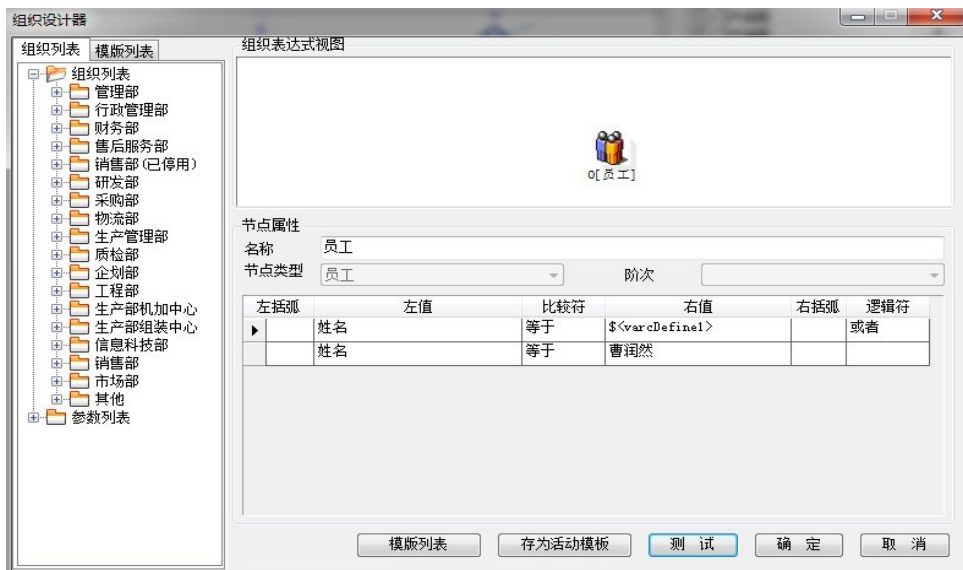 组织设计器
组织列表 模版列表
组织列表
管理部
行政管理部
财务部
售后服务部
销售部(已停用)
研发部
采购部
物流部
生产管理部
质检部
企划部
工程部
生产部机加中心
生产部组装中心
信息科技部
销售部
市场部
其他
参数列表
组织表达式视图
0[员工]
节点属性
名称 员工
节点类型 员工 阶次
左括弧 左值 比较符 右值 右括弧 逻辑符
姓名 等于 $<varcDefine1> 或者
姓名 等于 曹润然
模版列表 存为活动模板 测 试 确 定 取 消